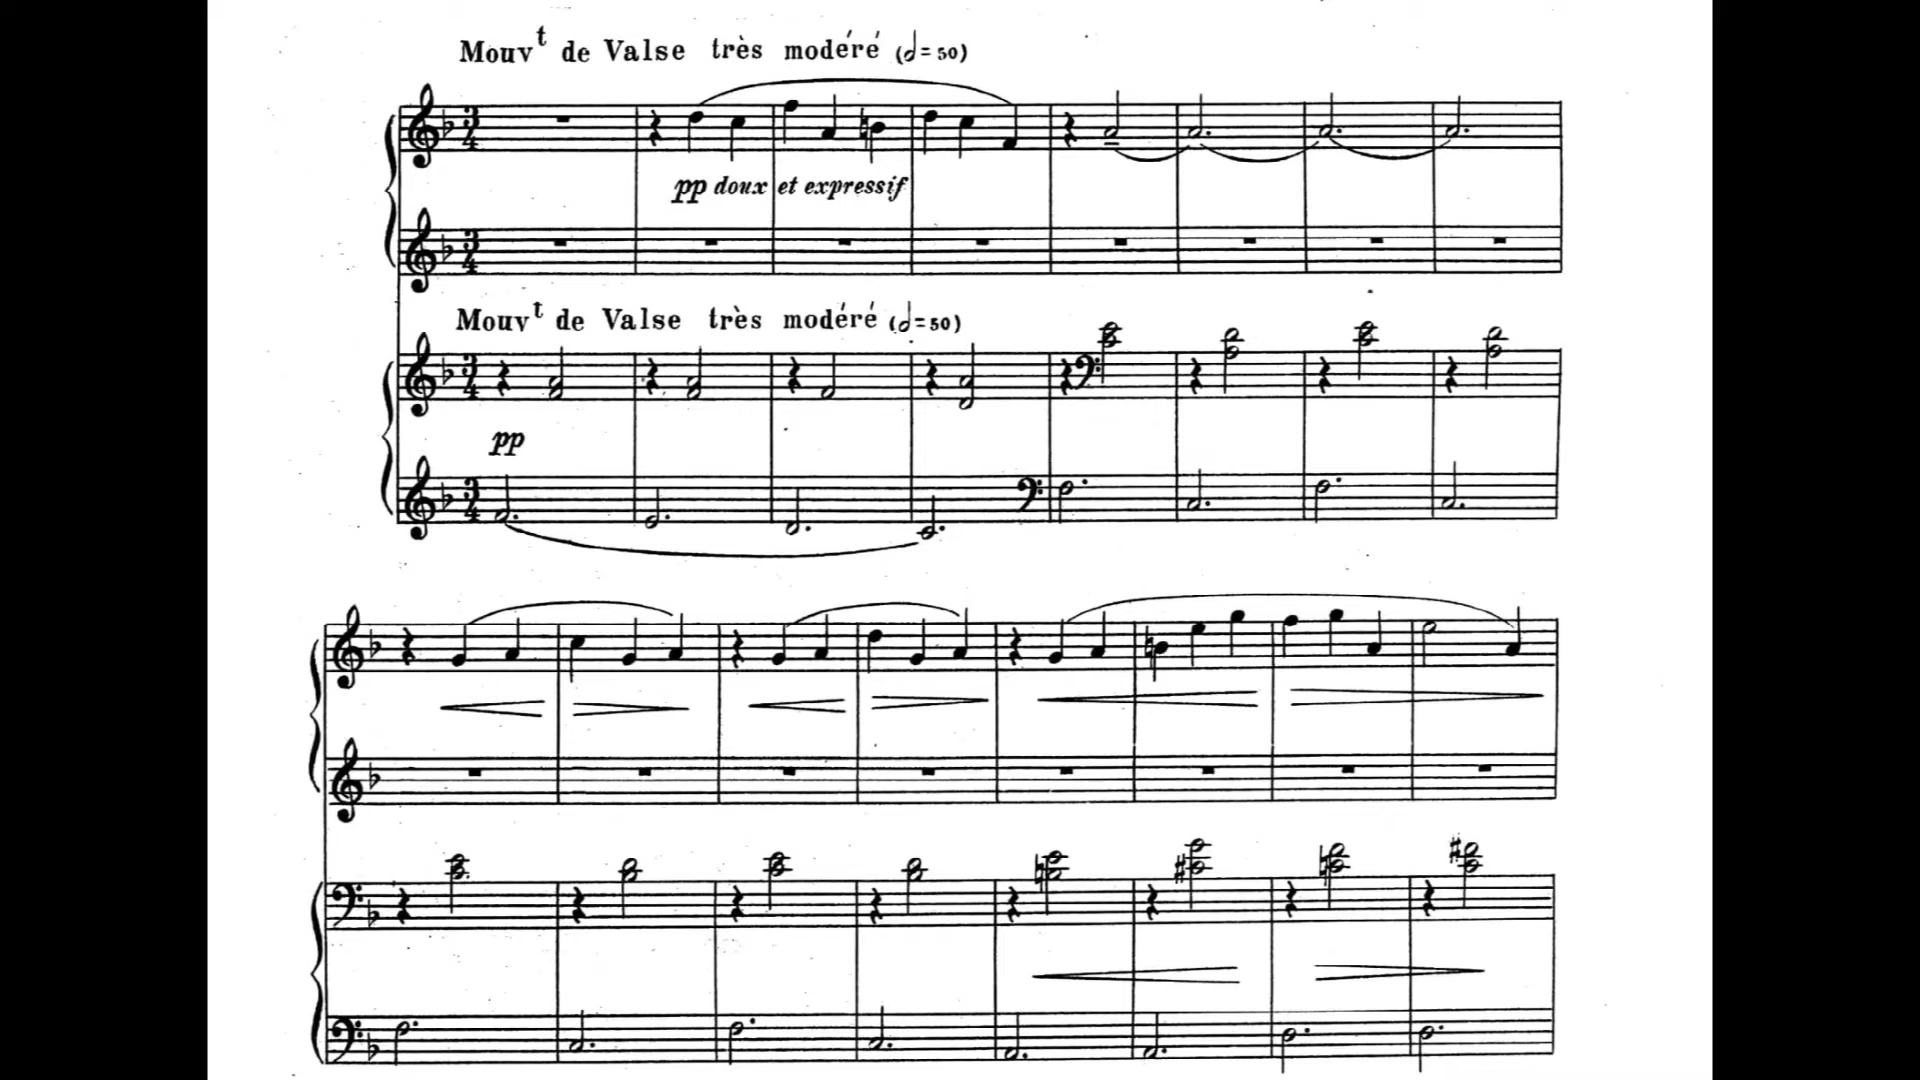 Mouvt de Valse très modéré (𝅗𝅥 = 50)
pp doux et expressif
Mouvt de Valse très modéré (𝅗𝅥 = 50)
pp